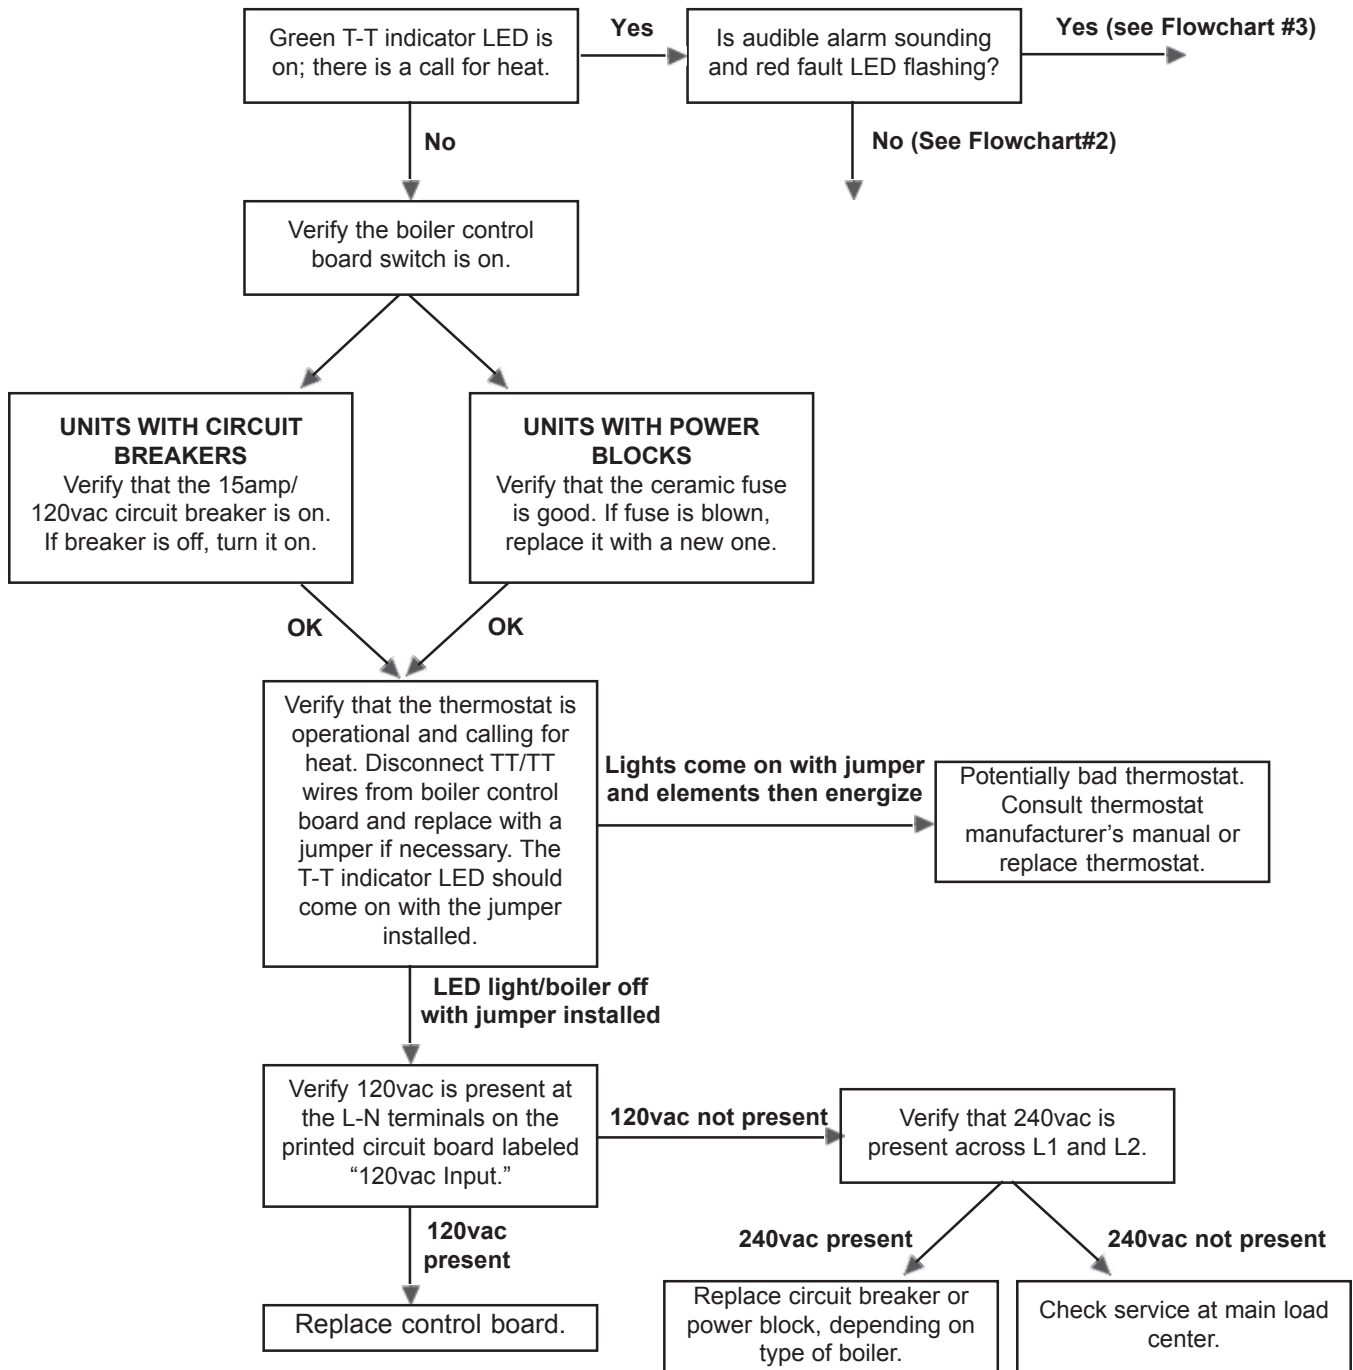 Green T-T indicator LED is
on; there is a call for heat.
Yes
Is audible alarm sounding
and red fault LED flashing?
Yes (see Flowchart #3)
No
No (See Flowchart#2)
Verify the boiler control
board switch is on.
UNITS WITH CIRCUIT
BREAKERS
Verify that the 15amp/
120vac circuit breaker is on.
If breaker is off, turn it on.
UNITS WITH POWER
BLOCKS
Verify that the ceramic fuse
is good. If fuse is blown,
replace it with a new one.
OK
OK
Verify that the thermostat is
operational and calling for
heat. Disconnect TT/TT
wires from boiler control
board and replace with a
jumper if necessary. The
T-T indicator LED should
come on with the jumper
installed.
Lights come on with jumper
and elements then energize
Potentially bad thermostat.
Consult thermostat
manufacturer’s manual or
replace thermostat.
LED light/boiler off
with jumper installed
Verify 120vac is present at
the L-N terminals on the
printed circuit board labeled
“120vac Input.”
120vac not present
Verify that 240vac is
present across L1 and L2.
120vac
present
240vac present
240vac not present
Replace control board.
Replace circuit breaker or
power block, depending on
type of boiler.
Check service at main load
center.